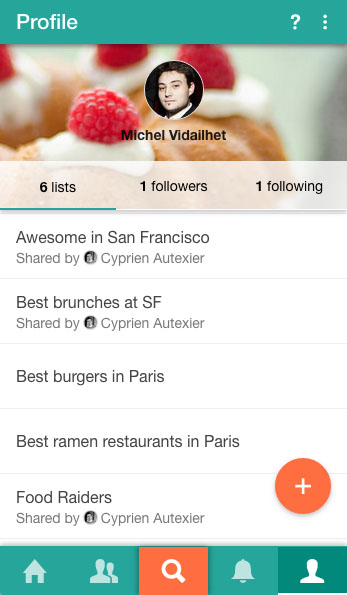 Profile ?
Michel Vidailhet
6 lists 1 followers 1 following
Awesome in San Francisco
Shared by Cyprien Autexier
Best brunches at SF
Shared by Cyprien Autexier
Best burgers in Paris
Best ramen restaurants in Paris
Food Raiders
Shared by Cyprien Autexier